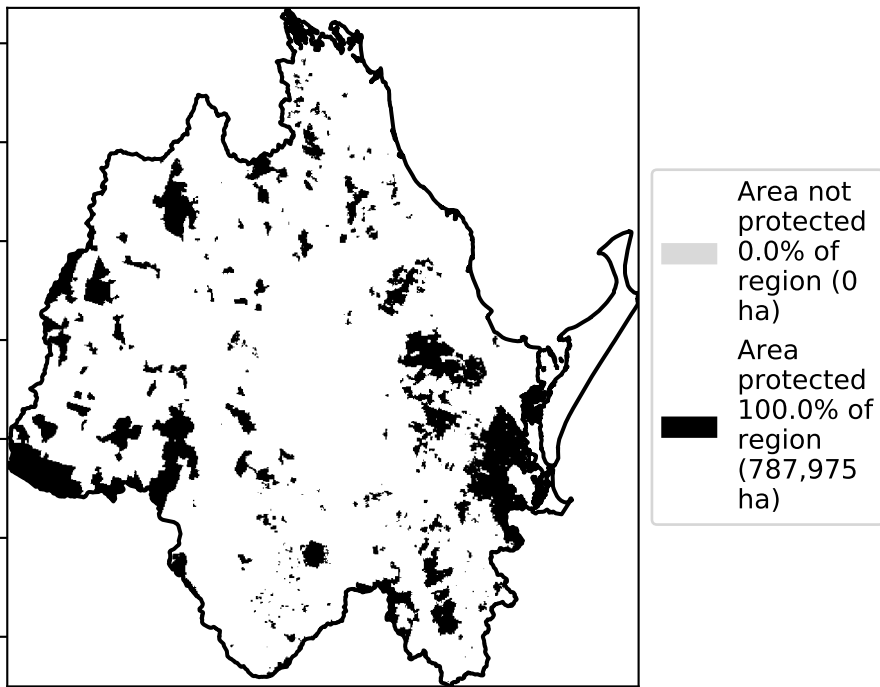 Area not
protected
0.0% of
region (0
ha)
Area
protected
100.0% of
region
(787,975
ha)